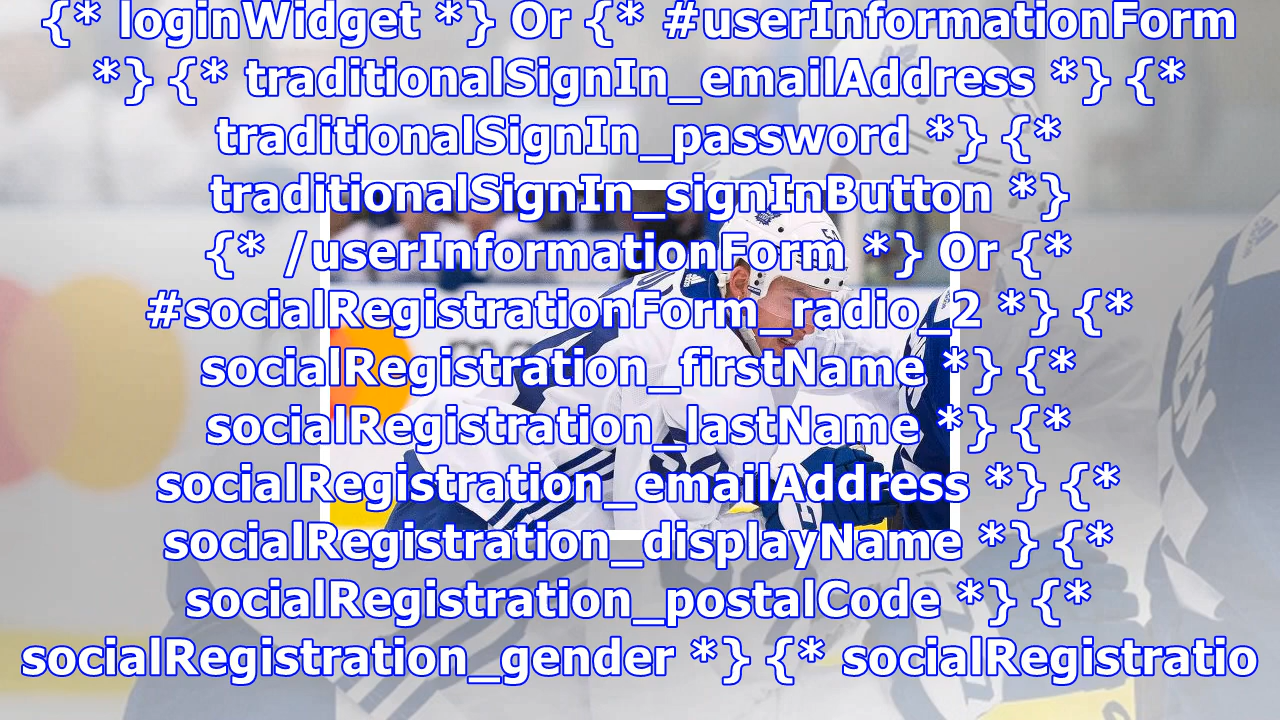 {* loginWidget *} Or {* #userInformationForm
*} {* traditionalSignIn_emailAddress *} {*
traditionalSignIn_password *} {*
traditionalSignIn_signInButton *}
{* /userInformationForm *} Or {*
#socialRegistrationForm_radio_2 *} {*
socialRegistration_firstName *} {*
socialRegistration_lastName *} {*
socialRegistration_emailAddress *} {*
socialRegistration_displayName *} {*
socialRegistration_postalCode *} {*
socialRegistration_gender *} {* socialRegistratio